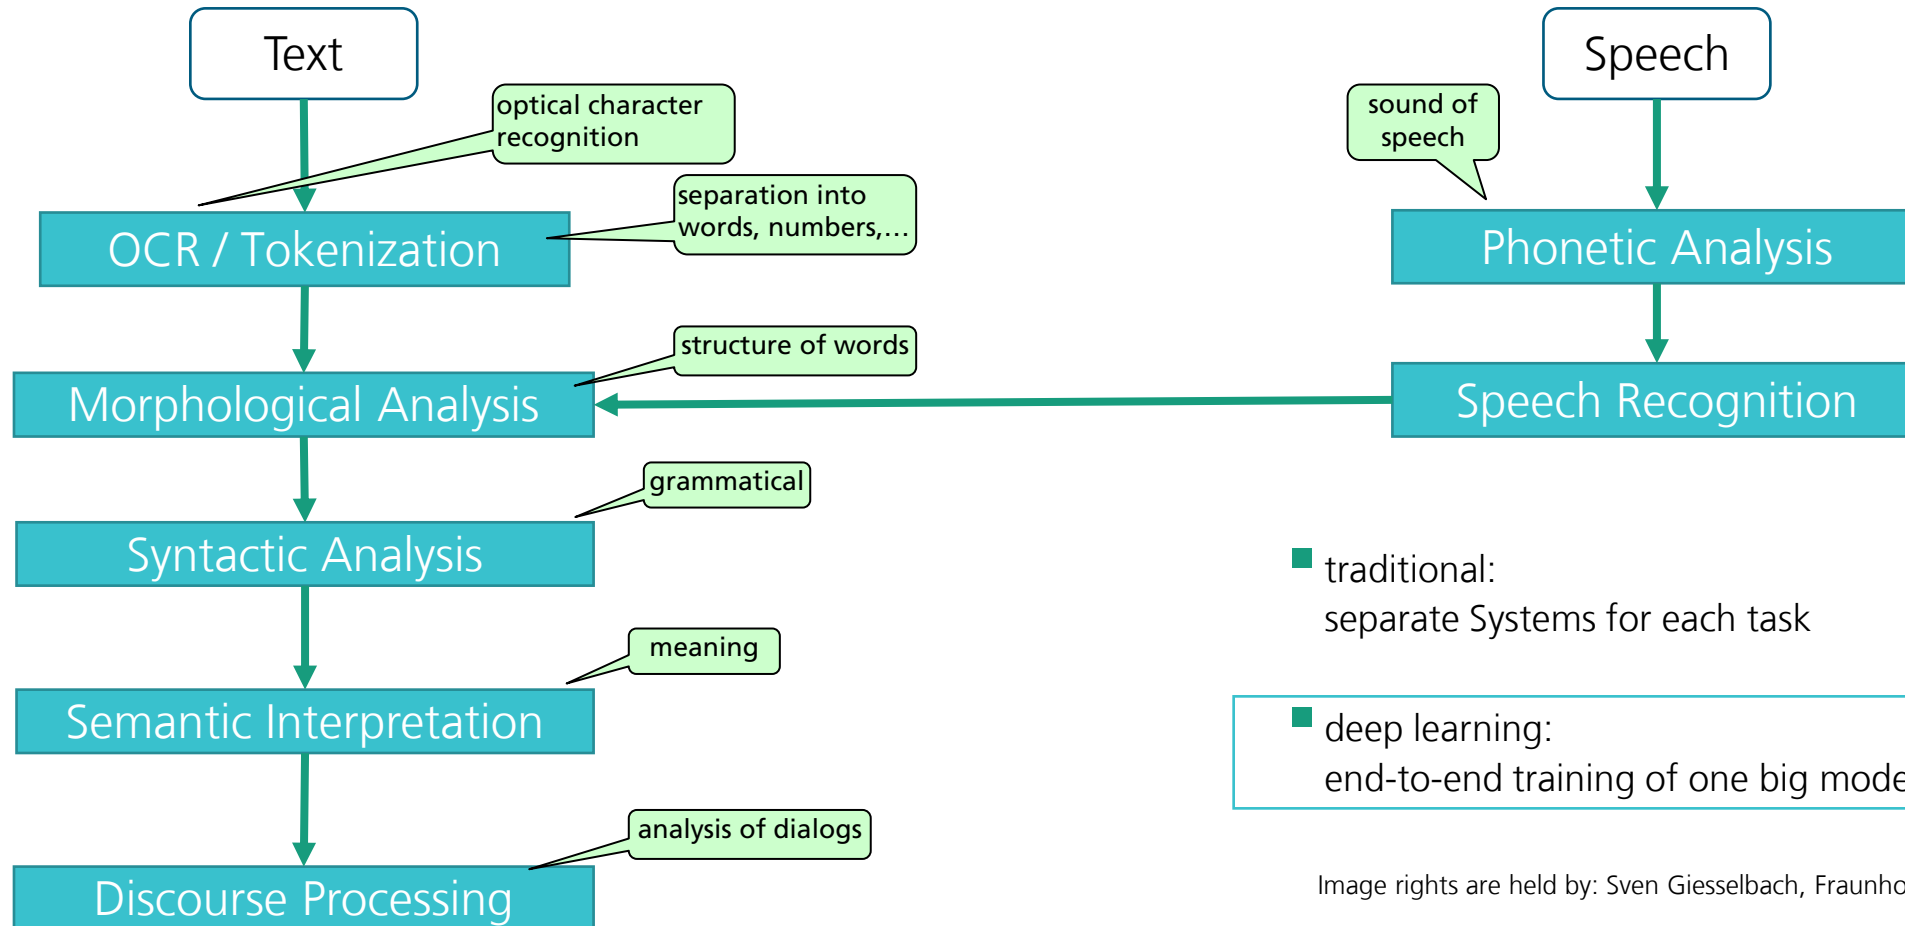 Text
Speech
optical character
recognition
sound of
speech
separation into
words, numbers,...
OCR / Tokenization
Phonetic Analysis
structure of words
Morphological Analysis
Speech Recognition
grammatical
Syntactic Analysis
traditional:
separate Systems for each task
meaning
Semantic Interpretation
deep learning:
end-to-end training of one big mode
analysis of dialogs
Discourse Processing
Image rights are held by: Sven Giesselbach, Fraunho